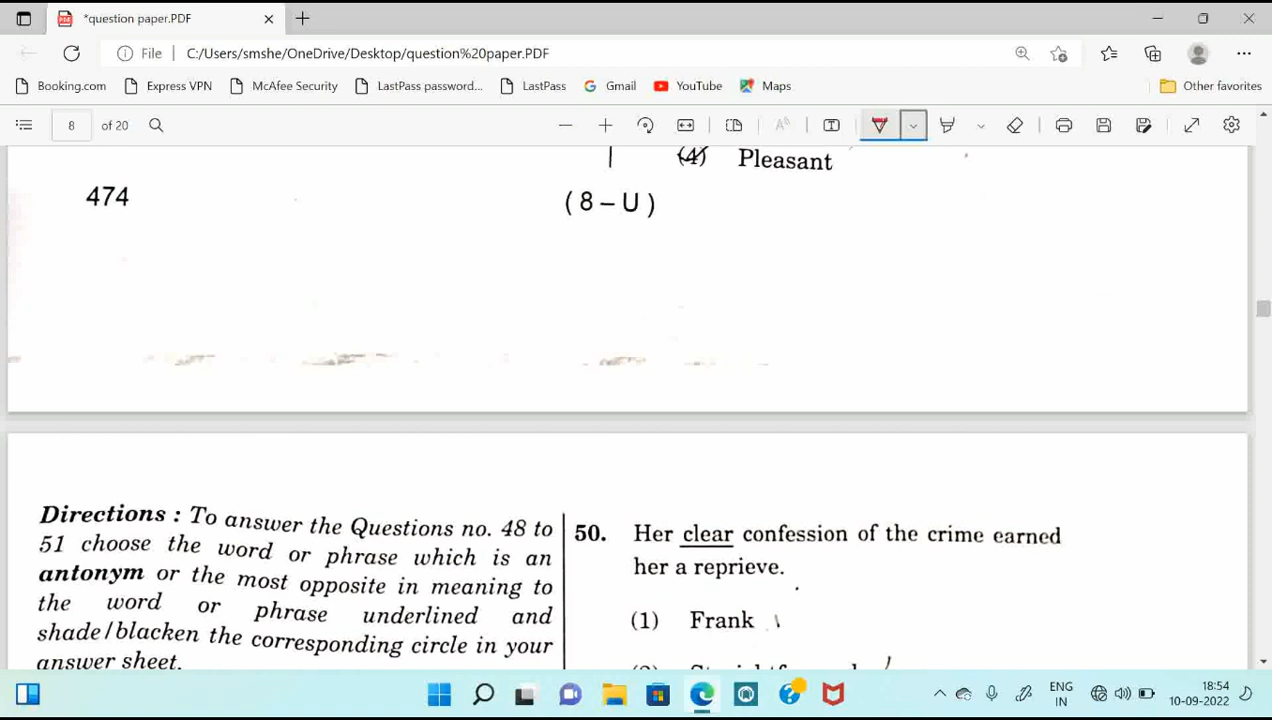 *question paper.PDF
File
C:/Users/smshe/OneDrive/Desktop/question%20paper.PDF
Booking.com
Express VPN
McAfee Security
LastPass password...
LastPass
Gmail
YouTube
Maps
Other favorites
8
of 20
(4) Pleasant
474
( 8 – U )
Directions : To answer the Questions no. 48 to
51 choose the word or phrase which is an
antonym or the most opposite in meaning to
the word or phrase underlined and
shade/blacken the corresponding circle in your
answer sheet.
50. Her clear confession of the crime earned
her a reprieve.
(1) Frank
ENG
IN
18:54
10-09-2022